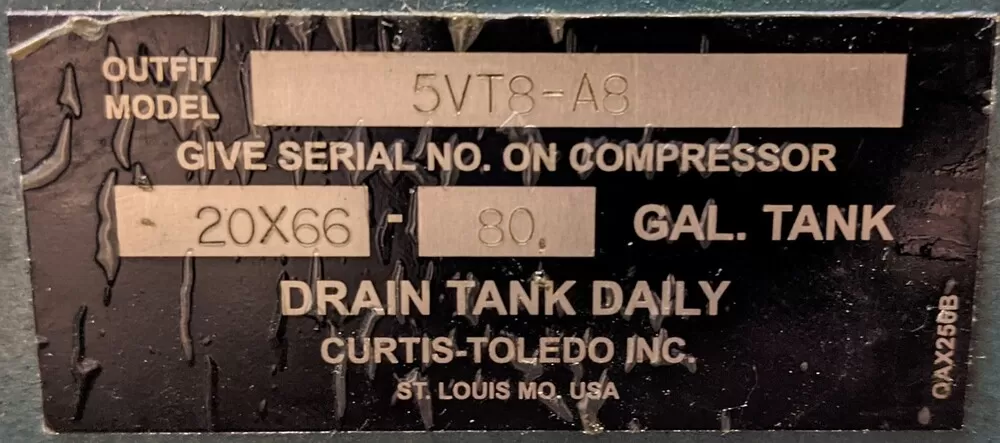 OUTFIT
MODEL
5VT8-A8
GIVE SERIAL NO. ON COMPRESSOR
20X66 - 80 GAL. TANK
DRAIN TANK DAILY
CURTIS-TOLEDO INC.
ST. LOUIS MO. USA
QAX256B